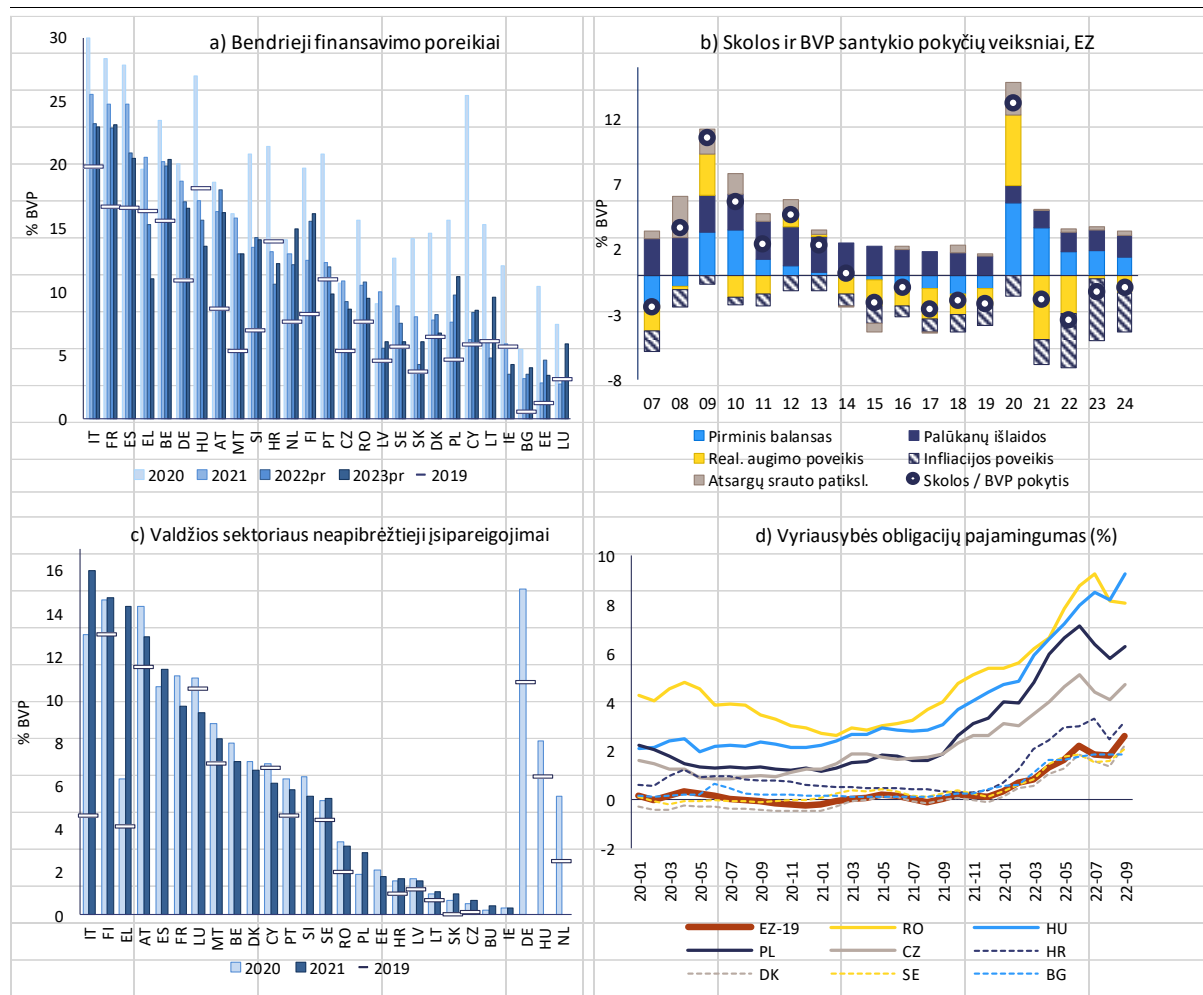 a) Bendrieji finansavimo poreikiai
30
25
20
15
10
5
0
% BVP
IT FR ES EL BE DE HU AT MT SI HR NL FI PT CZ RO LV SE SK DK PL CY LT IE BG EE LU
2020 2021 2022pr 2023pr 2019
b) Skolos ir BVP santykio pokyčių veiksniai, EZ
12
7
2
-3
-8
% BVP
07 08 09 10 11 12 13 14 15 16 17 18 19 20 21 22 23 24
Pirminis balansas Palūkanų išlaidos
Real. augimo poveikis Infliacijos poveikis
Atsargų srauto patiksl. Skolos / BVP pokytis
c) Valdžios sektoriaus neapibrėžtieji įsipareigojimai
16
14
12
10
8
6
4
2
0
% BVP
IT FI EL AT ES FR LU MT BE DK CY PT SI SE RO PL EE HR LV LT SK CZ BU IE DE HU NL
2020 2021 2019
d) Vyriausybės obligacijų pajamingumas (%)
10
8
6
4
2
0
-2
20-01 20-03 20-05 20-07 20-09 20-11 21-01 21-03 21-05 21-07 21-09 21-11 22-01 22-03 22-05 22-07 22-09
EZ-19 RO HU
PL CZ HR
DK SE BG